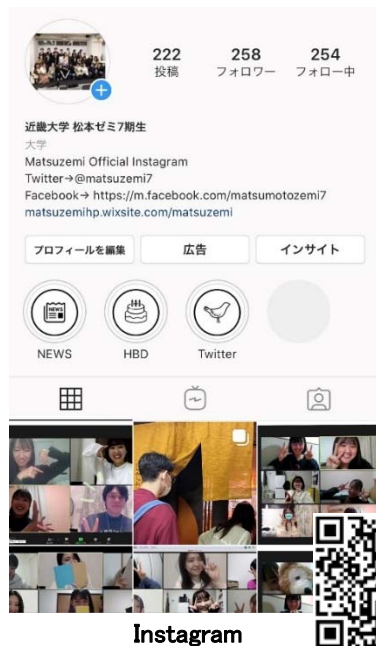 222 258 254
投稿 フォロワー フォロー中
近畿大学 松本ゼミ7期生
大学
Matsuzemi Official Instagram
Twitter→@matsuzemi7
Facebook→ https://m.facebook.com/matsumotozemi7
matsuzemihp.wixsite.com/matsuzemi
プロフィールを編集 広告 インサイト
NEWS
NEWS HBD Twitter
Instagram